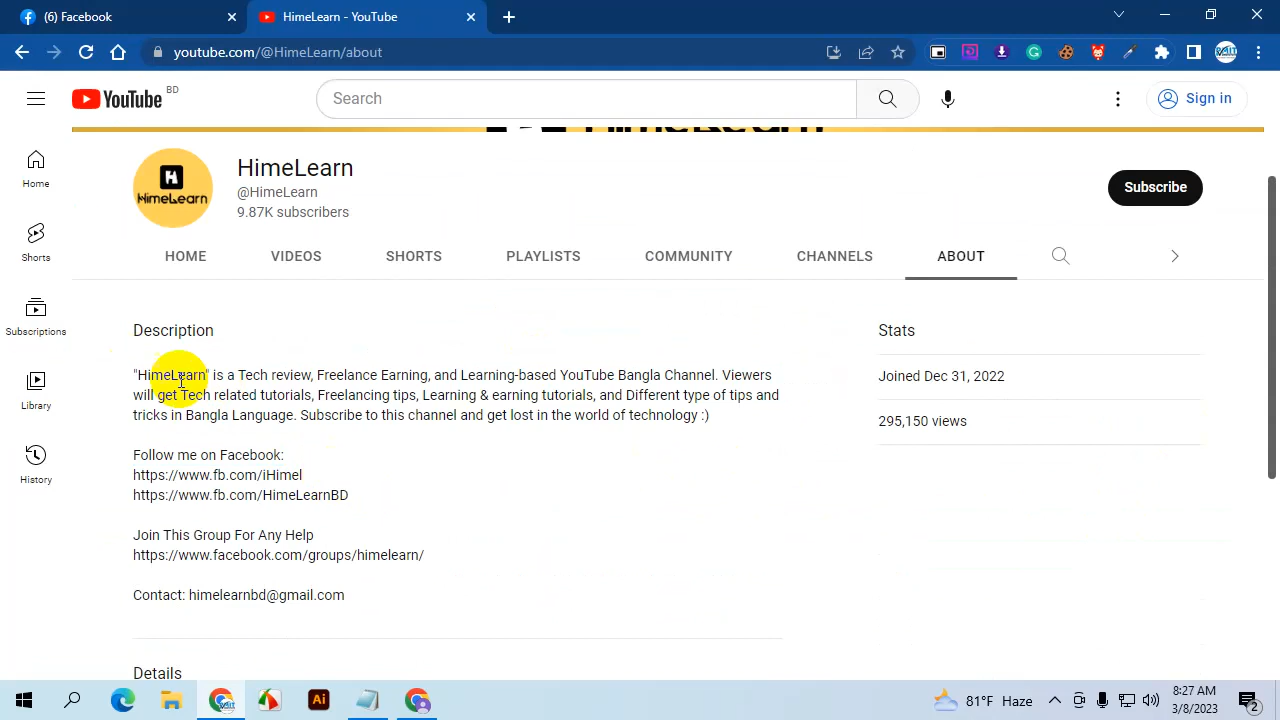 (6) Facebook
HimeLearn - YouTube
youtube.com/@HimeLearn/about
YouTube BD
Search
Sign in
HimeLearn
HimeLearn
@HimeLearn
9.87K subscribers
Subscribe
Home
Shorts
Subscriptions
Library
History
HOME VIDEOS SHORTS PLAYLISTS COMMUNITY CHANNELS ABOUT
Description
"HimeLearn" is a Tech review, Freelance Earning, and Learning-based YouTube Bangla Channel. Viewers
will get Tech related tutorials, Freelancing tips, Learning & earning tutorials, and Different type of tips and
tricks in Bangla Language. Subscribe to this channel and get lost in the world of technology :)
Follow me on Facebook:
https://www.fb.com/iHimel
https://www.fb.com/HimeLearnBD
Join This Group For Any Help
https://www.facebook.com/groups/himelearn/
Contact: himelearnbd@gmail.com
Details
Stats
Joined Dec 31, 2022
295,150 views
Ai
81°F Haze
8:27 AM
3/8/2023
2